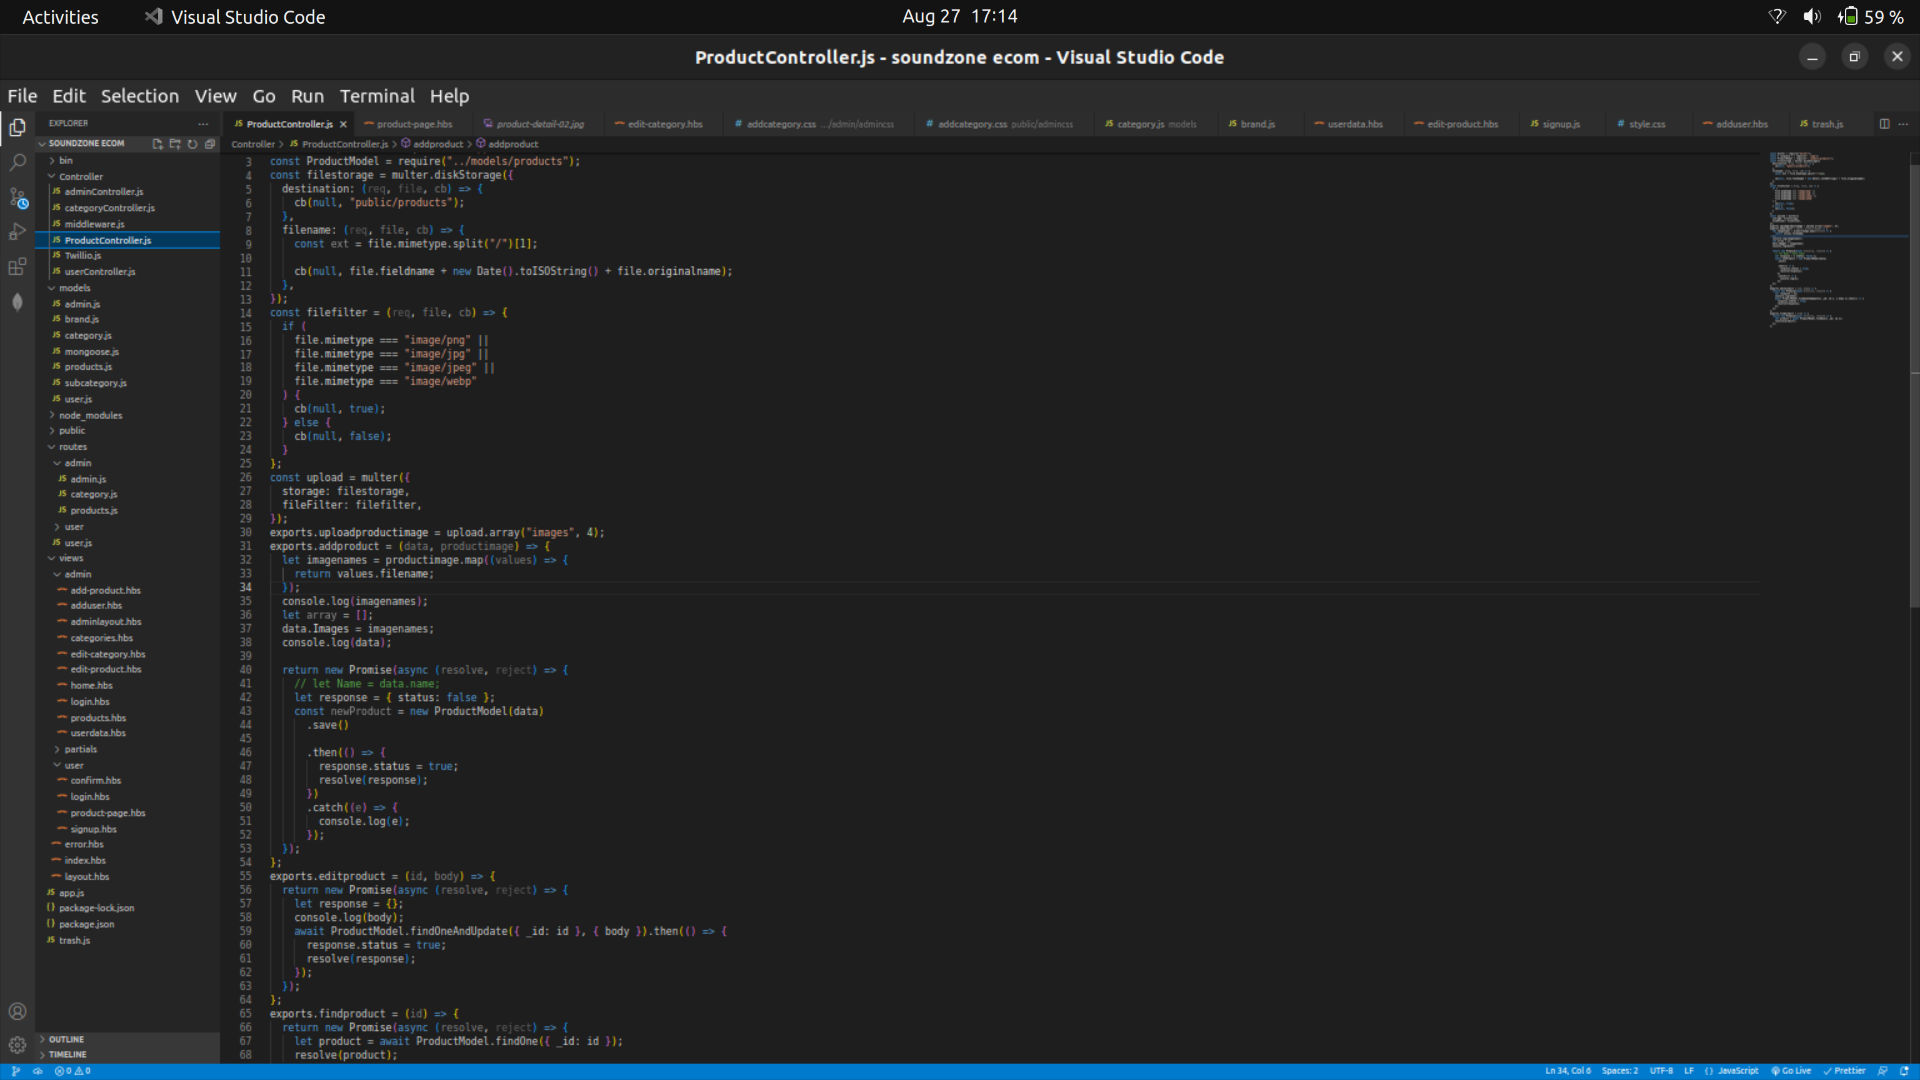 Activities
Visual Studio Code
Aug 27 17:14
59 %
ProductController.js - soundzone ecom - Visual Studio Code
File Edit Selection View Go Run Terminal Help
EXPLORER
ProductController.js
product-page.hbs
product-detail-02.jpg
edit-category.hbs
addcategory.css .../admin/admincss
addcategory.css public/admincss
category.js models
brand.js
userdata.hbs
edit-product.hbs
signup.js
style.css
adduser.hbs
trash.js
SOUNDZONE ECOM
Controller > JS ProductController.js > addproduct > addproduct
bin
Controller
JS adminController.js
JS categoryController.js
JS middleware.js
JS ProductController.js
JS Twillio.js
JS userController.js
models
JS admin.js
JS brand.js
JS category.js
JS mongoose.js
JS products.js
JS subcategory.js
JS user.js
node_modules
public
routes
admin
JS admin.js
JS category.js
JS products.js
user
JS user.js
views
admin
add-product.hbs
adduser.hbs
adminlayout.hbs
categories.hbs
edit-category.hbs
edit-product.hbs
home.hbs
login.hbs
products.hbs
userdata.hbs
partials
user
confirm.hbs
login.hbs
product-page.hbs
signup.hbs
error.hbs
index.hbs
layout.hbs
JS app.js
{} package-lock.json
{} package.json
JS trash.js
OUTLINE
TIMELINE
3 const ProductModel = require("../models/products");
4 const filestorage = multer.diskStorage({
5 destination: (req, file, cb) => {
6 cb(null, "public/products");
7 },
8 filename: (req, file, cb) => {
9 const ext = file.mimetype.split("/")[1];
10
11 cb(null, file.fieldname + new Date().toISOString() + file.originalname);
12 },
13 });
14 const filefilter = (req, file, cb) => {
15 if (
16 file.mimetype === "image/png" ||
17 file.mimetype === "image/jpg" ||
18 file.mimetype === "image/jpeg" ||
19 file.mimetype === "image/webp"
20 ) {
21 cb(null, true);
22 } else {
23 cb(null, false);
24 }
25 };
26 const upload = multer({
27 storage: filestorage,
28 fileFilter: filefilter,
29 });
30 exports.uploadproductimage = upload.array("images", 4);
31 exports.addproduct = (data, productimage) => {
32 let imagenames = productimage.map((values) => {
33 return values.filename;
34 });
35 console.log(imagenames);
36 let array = [];
37 data.Images = imagenames;
38 console.log(data);
39
40 return new Promise(async (resolve, reject) => {
41 // let Name = data.name;
42 let response = { status: false };
43 const newProduct = new ProductModel(data)
44 .save()
45
46 .then(() => {
47 response.status = true;
48 resolve(response);
49 })
50 .catch((e) => {
51 console.log(e);
52 });
53 });
54 };
55 exports.editproduct = (id, body) => {
56 return new Promise(async (resolve, reject) => {
57 let response = {};
58 console.log(body);
59 await ProductModel.findOneAndUpdate({ _id: id }, { body }).then(() => {
60 response.status = true;
61 resolve(response);
62 });
63 });
64 };
65 exports.findproduct = (id) => {
66 return new Promise(async (resolve, reject) => {
67 let product = await ProductModel.findOne({ _id: id });
68 resolve(product);
0 0
Ln 34, Col 6 Spaces: 2 UTF-8 LF {} JavaScript Go Live Prettier